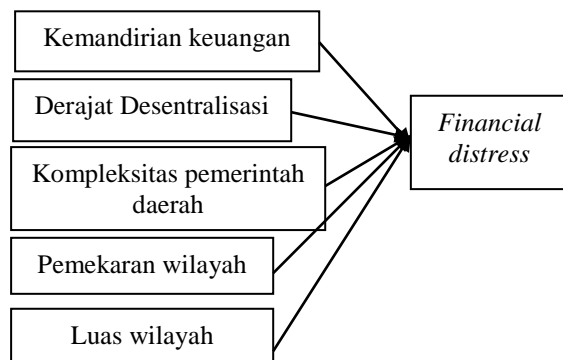 Kemandirian keuangan
Derajat Desentralisasi
Kompleksitas pemerintah
daerah
Pemekaran wilayah
Luas wilayah
Financial
distress